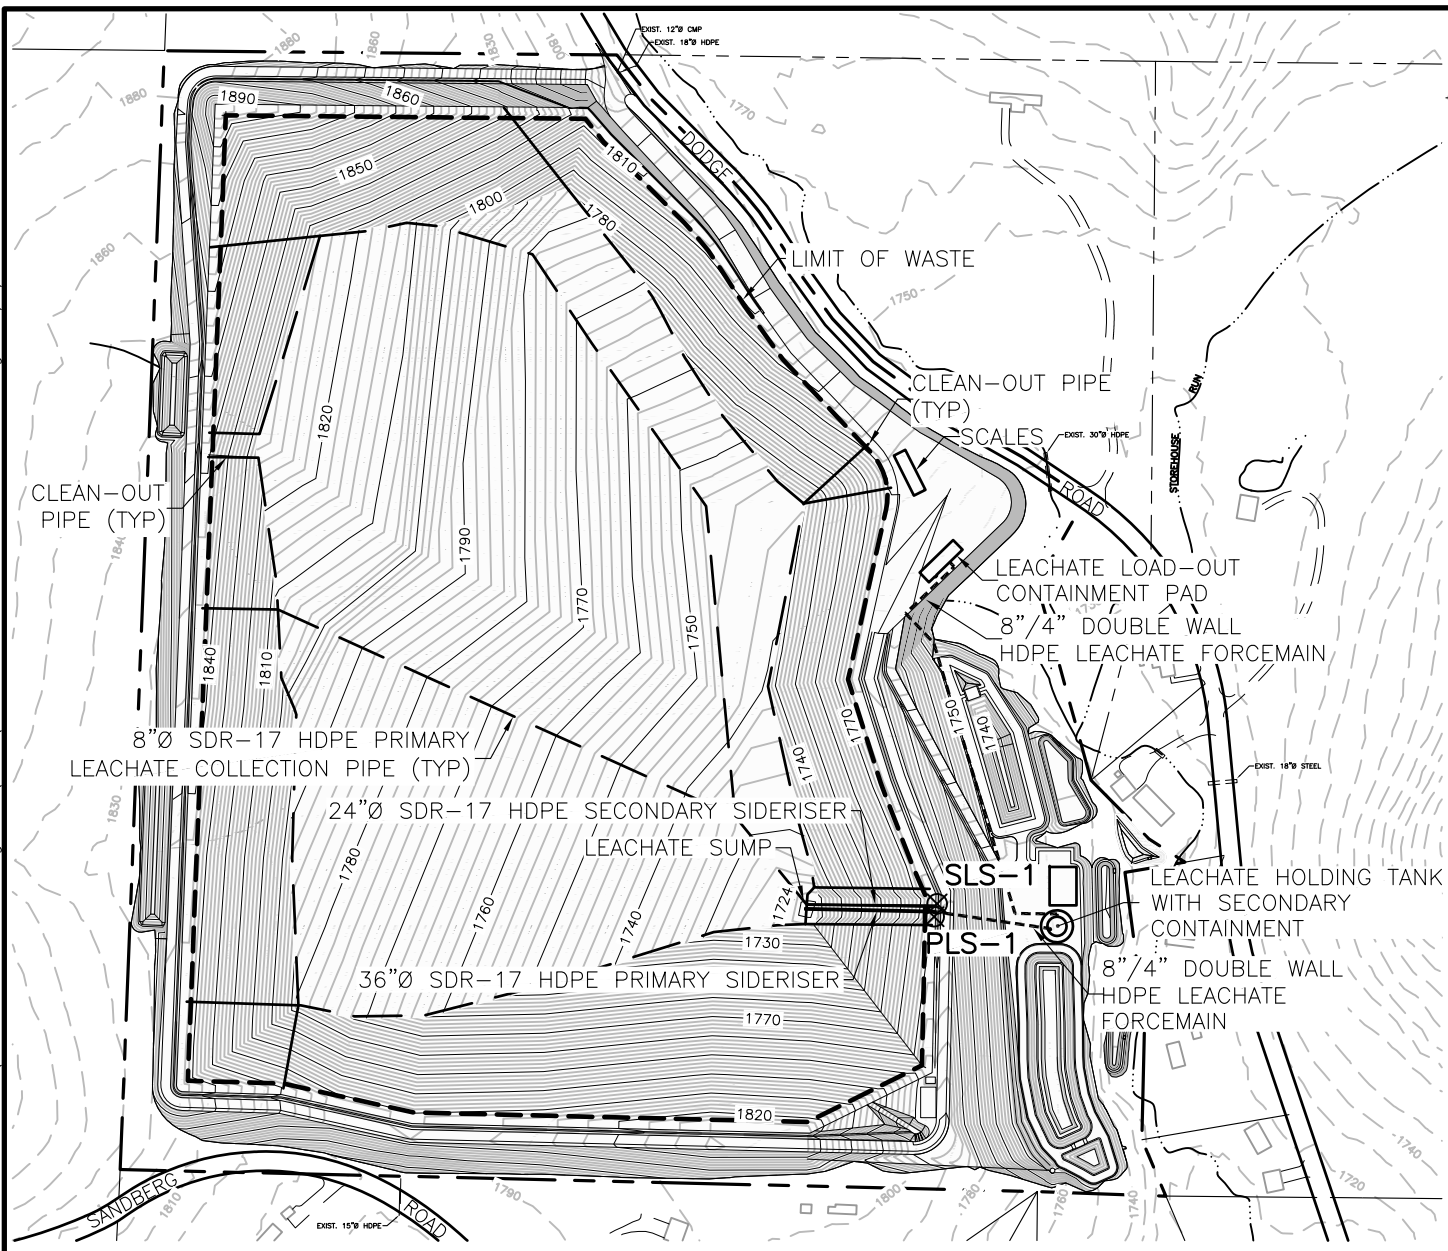 EXIST. 12"Ø CMP
EXIST. 18"Ø HDPE
1880
1860
1830
1800
1880
1890
1860
1770
DODGE
1810
1850
1800
1780
1860
LIMIT OF WASTE
1750
CLEAN-OUT PIPE
(TYP)
RUN
1820
SCALES
EXIST. 30"Ø HDPE
STOREHOUSE
CLEAN-OUT
PIPE (TYP)
ROAD
1840
1790
LEACHATE LOAD-OUT
CONTAINMENT PAD
1770
1750
8"/4" DOUBLE WALL
HDPE LEACHATE FORCEMAIN
1840
1810
1770
1750
1740
8"Ø SDR-17 HDPE PRIMARY
LEACHATE COLLECTION PIPE (TYP)
1740
EXIST. 18"Ø STEEL
1830
24"Ø SDR-17 HDPE SECONDARY SIDERISER
LEACHATE SUMP
1780
SLS-1
LEACHATE HOLDING TANK
WITH SECONDARY
CONTAINMENT
1760
1740
1724
1730
PLS-1
36"Ø SDR-17 HDPE PRIMARY SIDERISER
8"/4" DOUBLE WALL
HDPE LEACHATE
FORCEMAIN
1770
1820
1740
1720
SANDBERG
1810
1790
1800
1780
1760
1740
EXIST. 15"Ø HDPE
ROAD